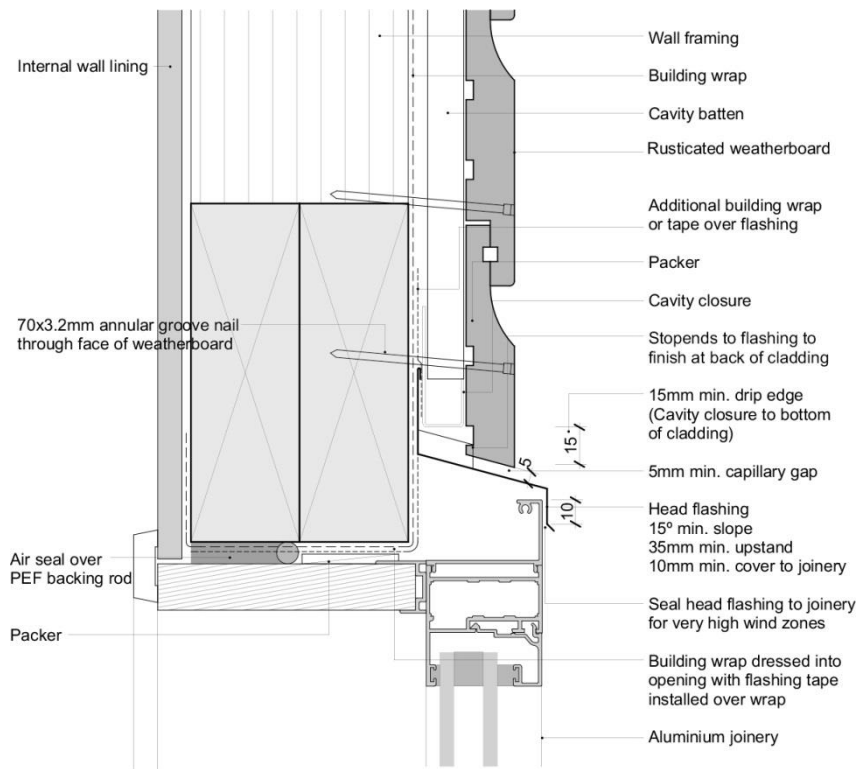 Internal wall lining
70x3.2mm annular groove nail
through face of weatherboard
Air seal over
PEF backing rod
Packer
Wall framing
Building wrap
Cavity batten
Rusticated weatherboard
Additional building wrap
or tape over flashing
Packer
Cavity closure
Stopends to flashing to
finish at back of cladding
15mm min. drip edge
(Cavity closure to bottom
of cladding)
5mm min. capillary gap
Head flashing
15º min. slope
35mm min. upstand
10mm min. cover to joinery
Seal head flashing to joinery
for very high wind zones
Building wrap dressed into
opening with flashing tape
installed over wrap
Aluminium joinery
15
5
10